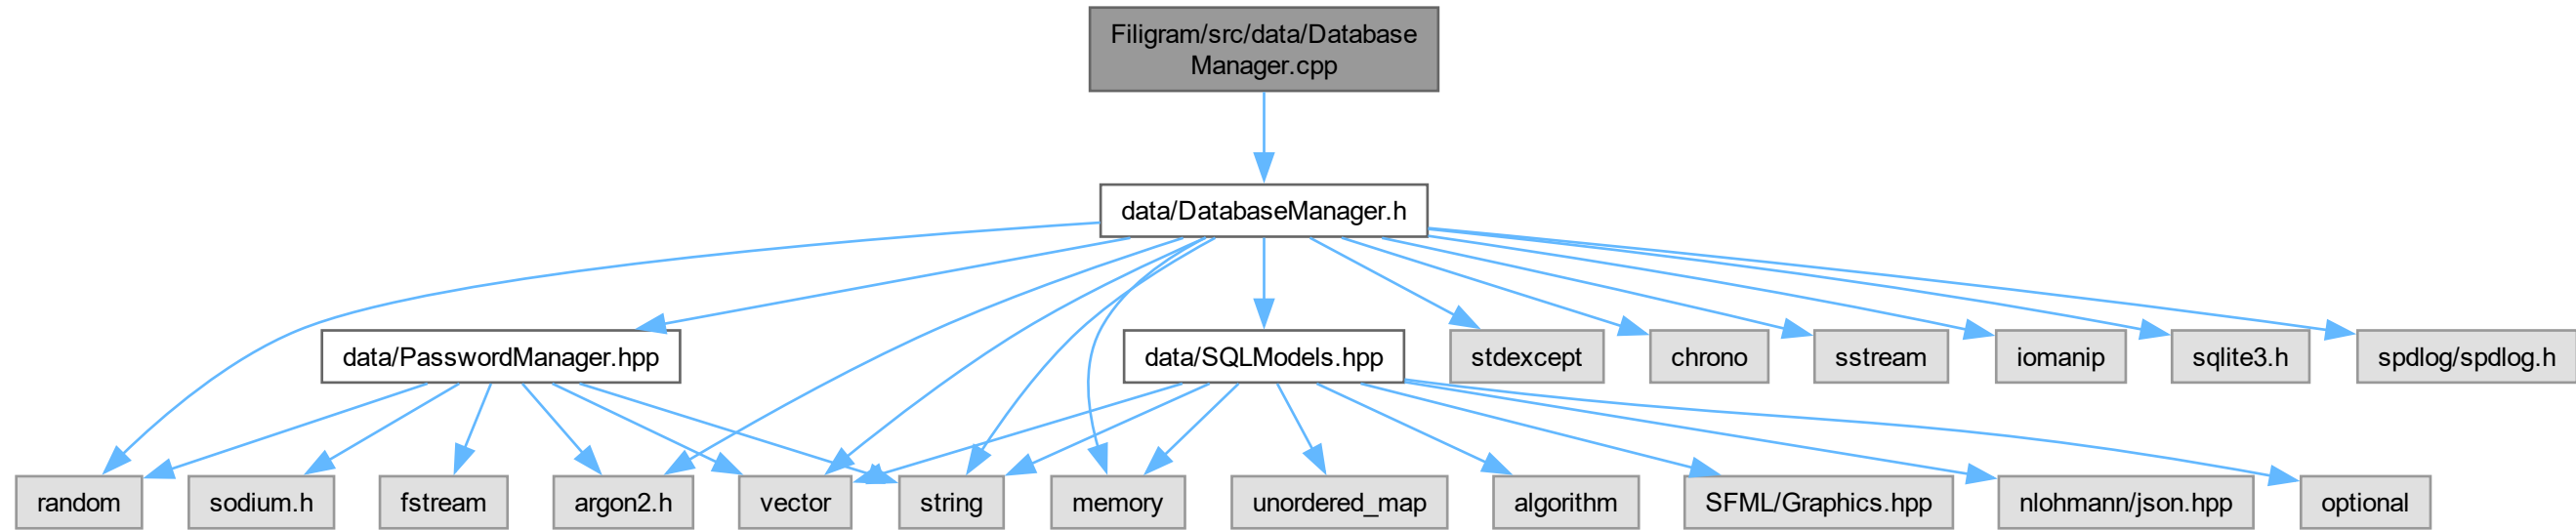 Filigram/src/data/Database
Manager.cpp
data/DatabaseManager.h
data/PasswordManager.hpp
data/SQLModels.hpp
stdexcept
chrono
sstream
iomanip
sqlite3.h
spdlog/spdlog.h
random
sodium.h
fstream
argon2.h
vector
string
memory
unordered_map
algorithm
SFML/Graphics.hpp
nlohmann/json.hpp
optional